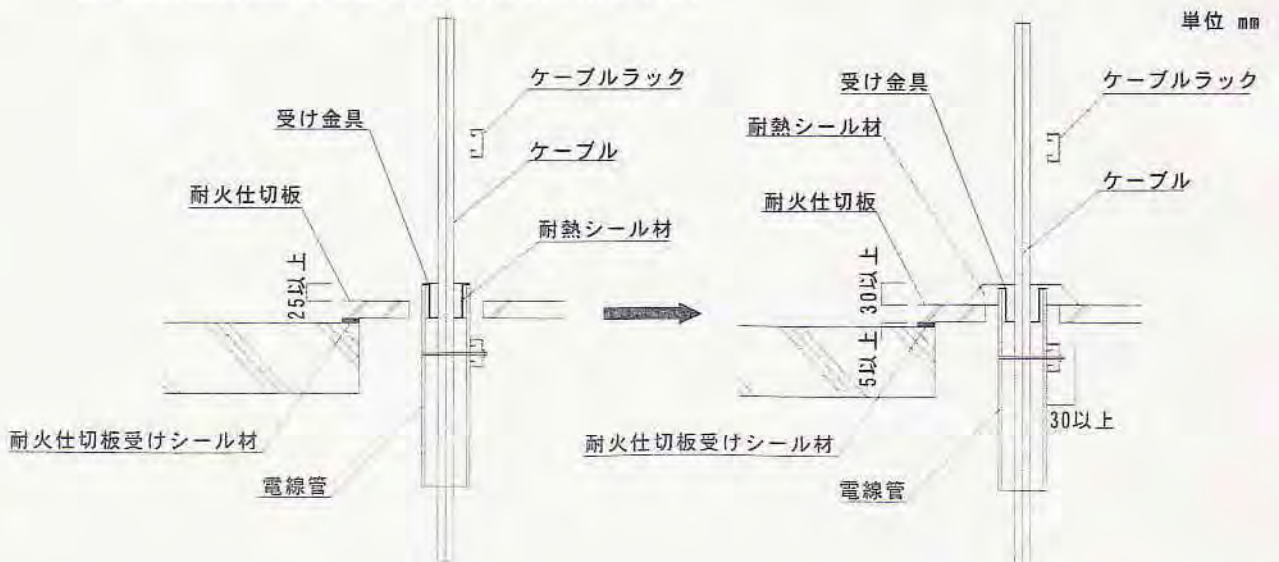 単位 mm
ケーブルラック
受け金具
ケーブル
耐火仕切板
耐熱シール材
25以上
耐火仕切板受けシール材
電線管
ケーブルラック
受け金具
耐熱シール材
ケーブル
耐火仕切板
30以上
5以上
30以上
耐火仕切板受けシール材
電線管